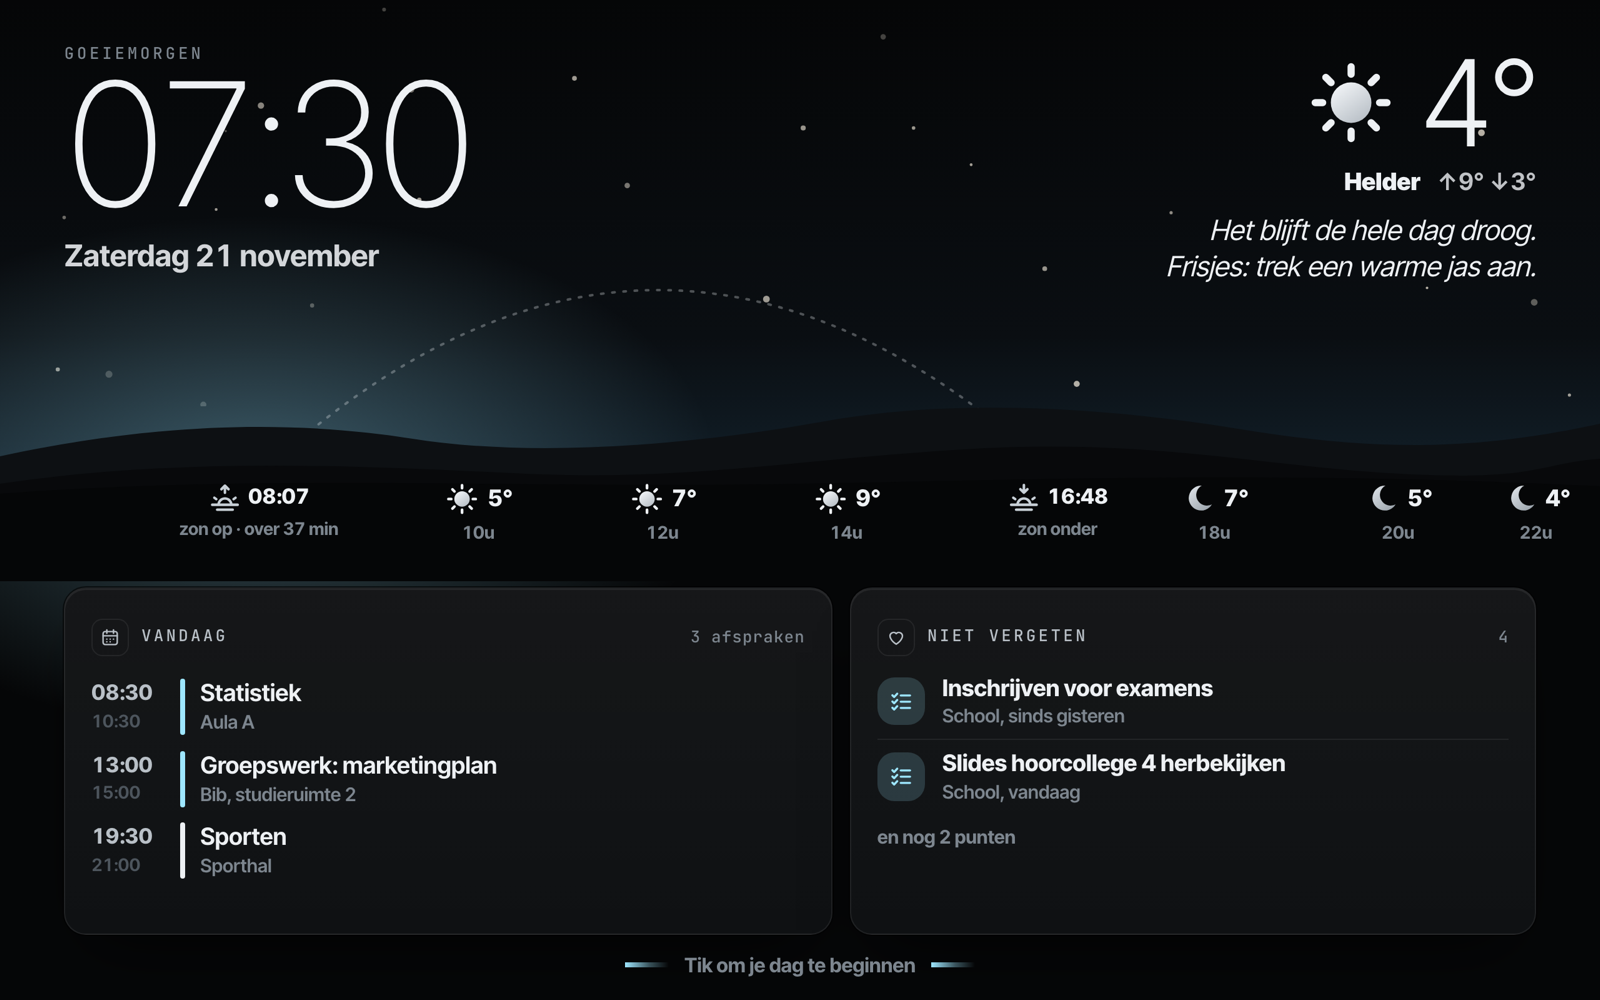 GOEIEMORGEN
07:30
Zaterdag 21 november
4°
Helder ↑9° ↓3°
Het blijft de hele dag droog.
Frisjes: trek een warme jas aan.
08:07 5° 7° 9° 16:48 7° 5° 4°
zon op · over 37 min 10u 12u 14u zon onder 18u 20u 22u
VANDAAG 3 afspraken
08:30 Statistiek
10:30 Aula A
13:00 Groepswerk: marketingplan
15:00 Bib, studieruimte 2
19:30 Sporten
21:00 Sporthal
NIET VERGETEN 4
Inschrijven voor examens
School, sinds gisteren
Slides hoorcollege 4 herbekijken
School, vandaag
en nog 2 punten
Tik om je dag te beginnen